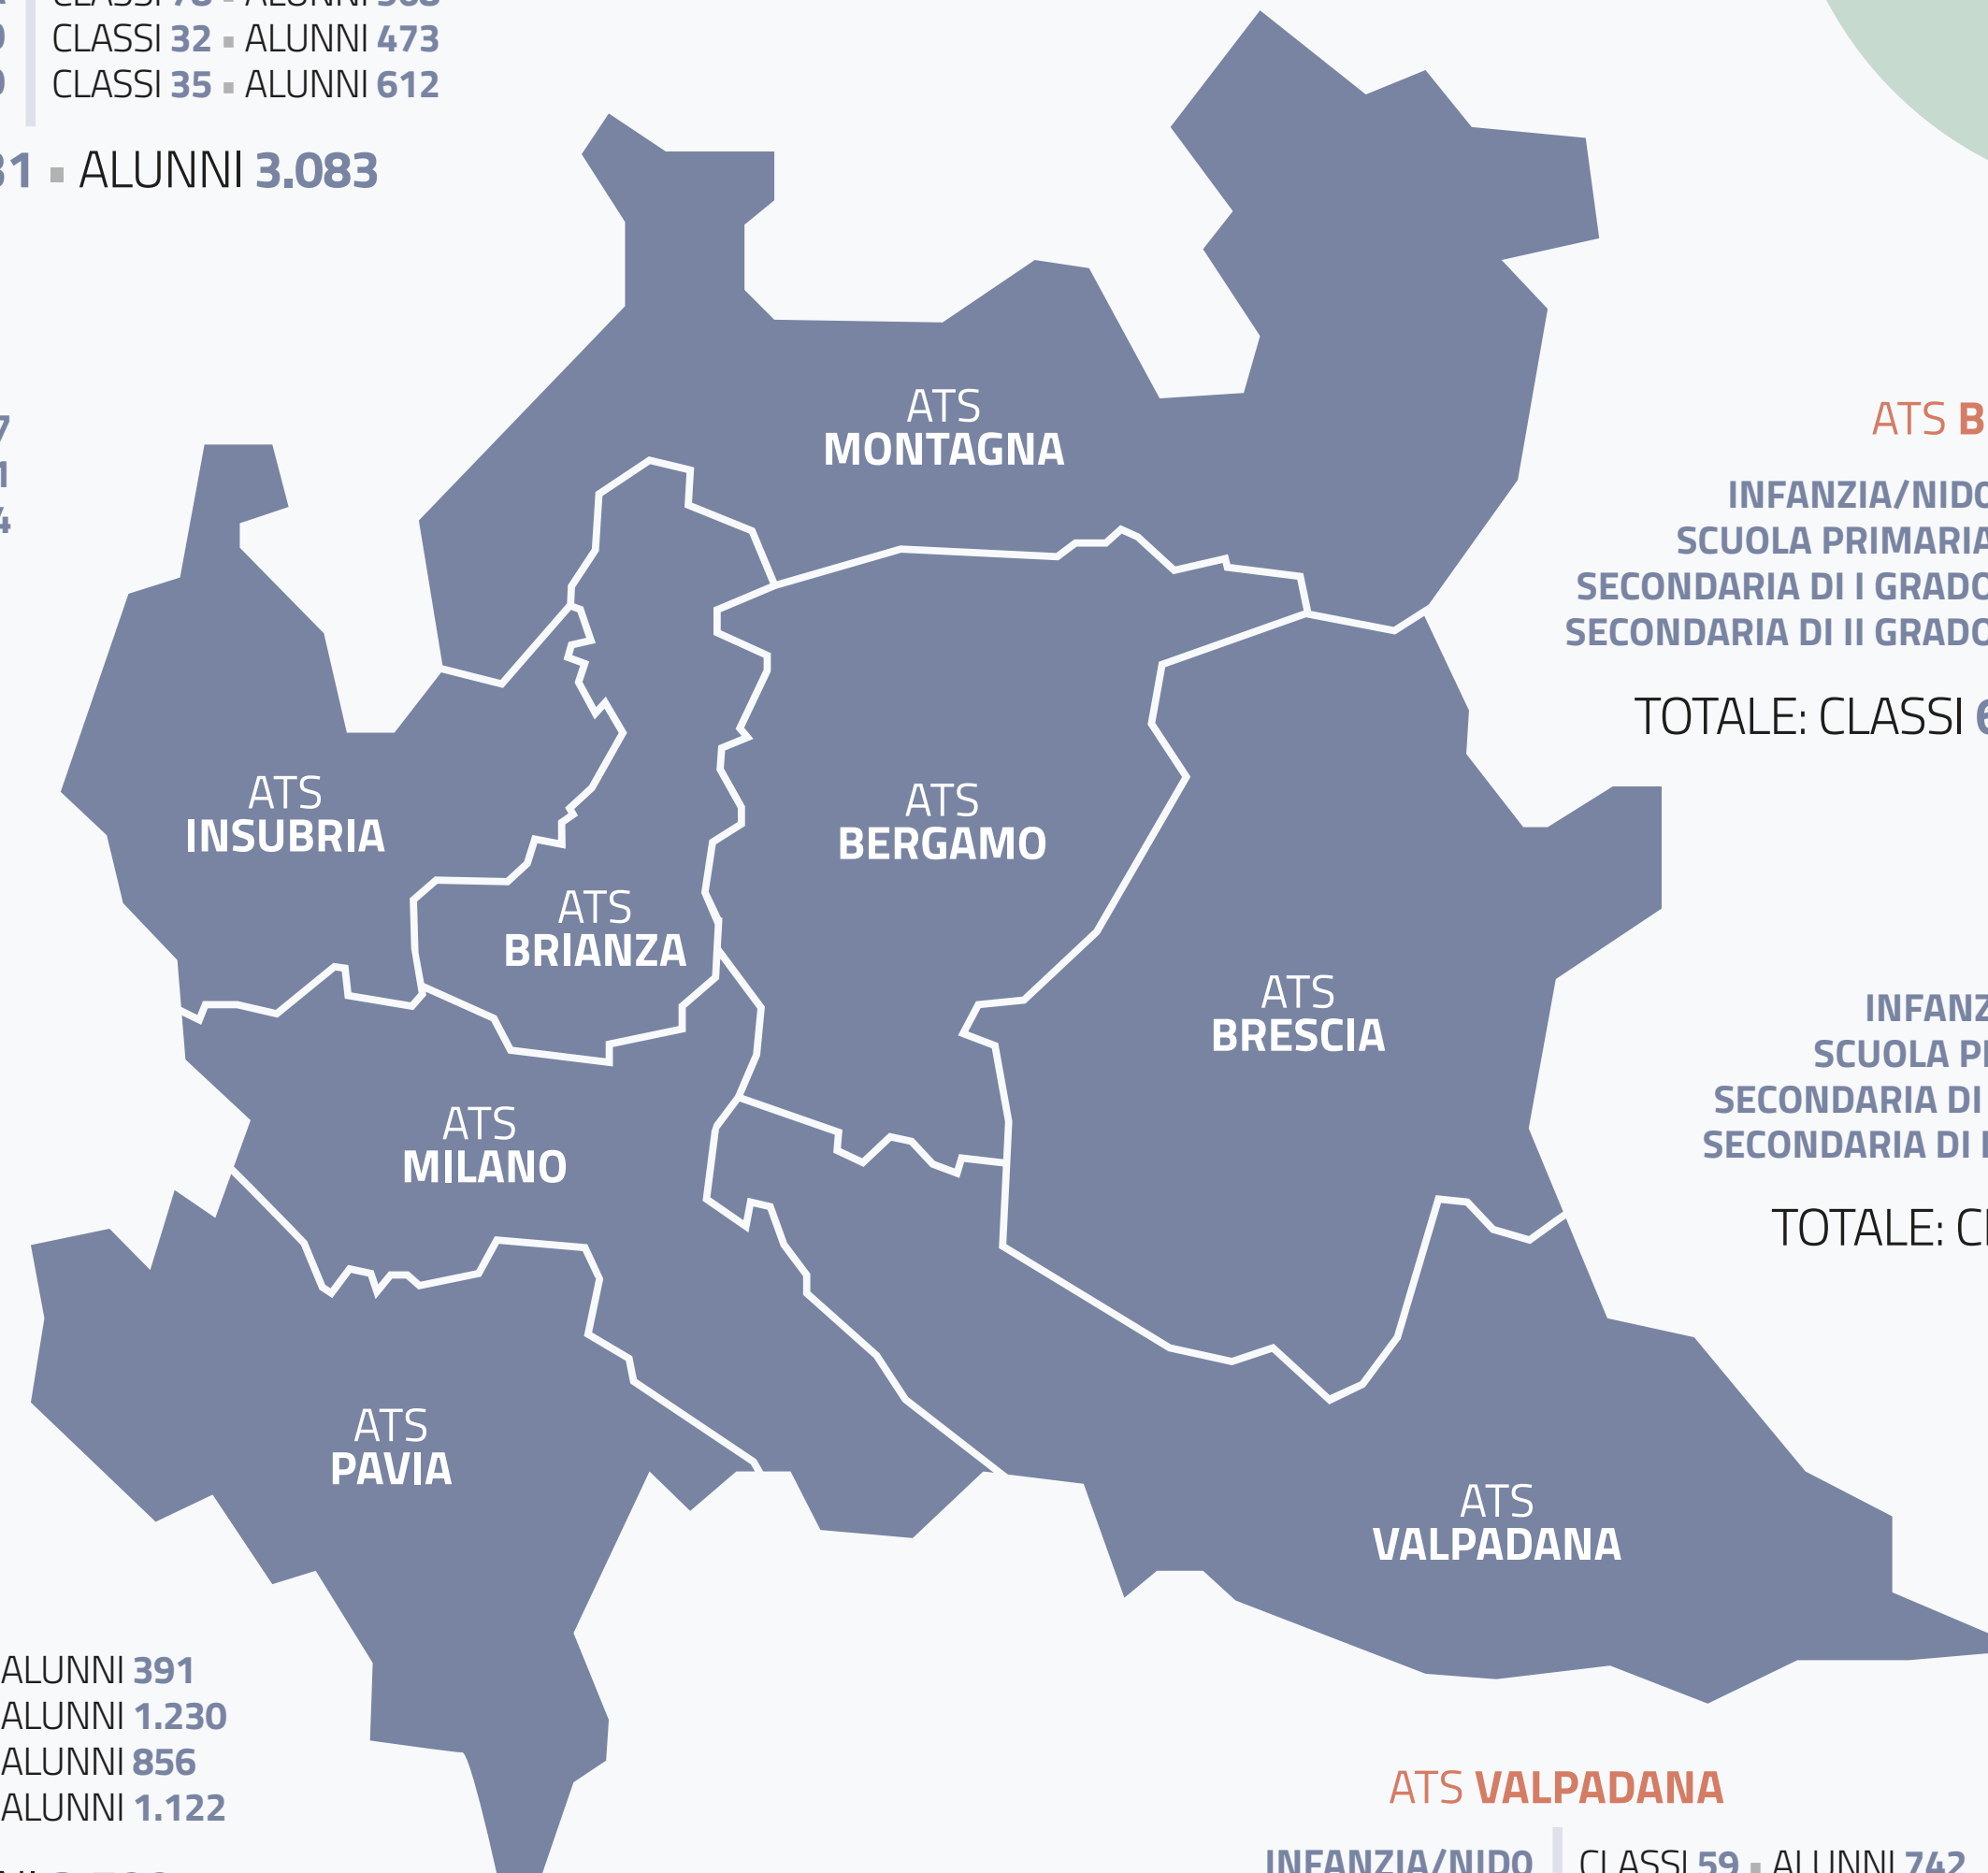 CLASSI 32 ▪ ALUNNI 473
CLASSI 35 ▪ ALUNNI 612
▪ ALUNNI 3.083
ATS
MONTAGNA
ATS
INFANZIA/NIDO
SCUOLA PRIMARIA
SECONDARIA DI I GRADO
SECONDARIA DI II GRADO
TOTALE: CLASSI
ATS
INSUBRIA
ATS
BERGAMO
ATS
BRIANZA
ATS
BRESCIA
SECONDARIA DI
SECONDARIA DI
TOTALE:
ATS
MILANO
ATS
PAVIA
ATS
VALPADANA
ALUNNI 391
ALUNNI 1.230
ALUNNI 856
ALUNNI 1.122
ATS VALPADANA
INFANZIA/NIDO CLASSI 59 ▪ ALUNNI 742